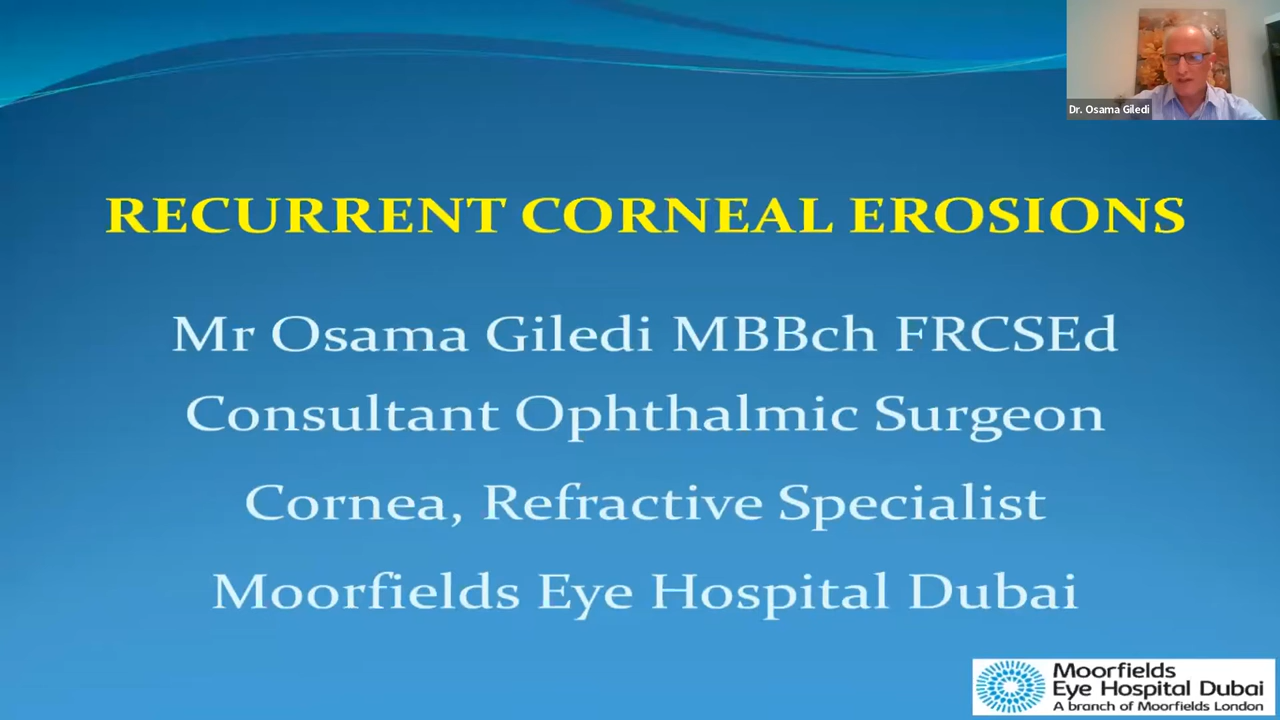 Dr. Osama Giledi
RECURRENT CORNEAL EROSIONS
Mr Osama Giledi MBBch FRCSEd
Consultant Ophthalmic Surgeon
Cornea, Refractive Specialist
Moorfields Eye Hospital Dubai
Moorfields
Eye Hospital Dubai
A branch of Moorfields London